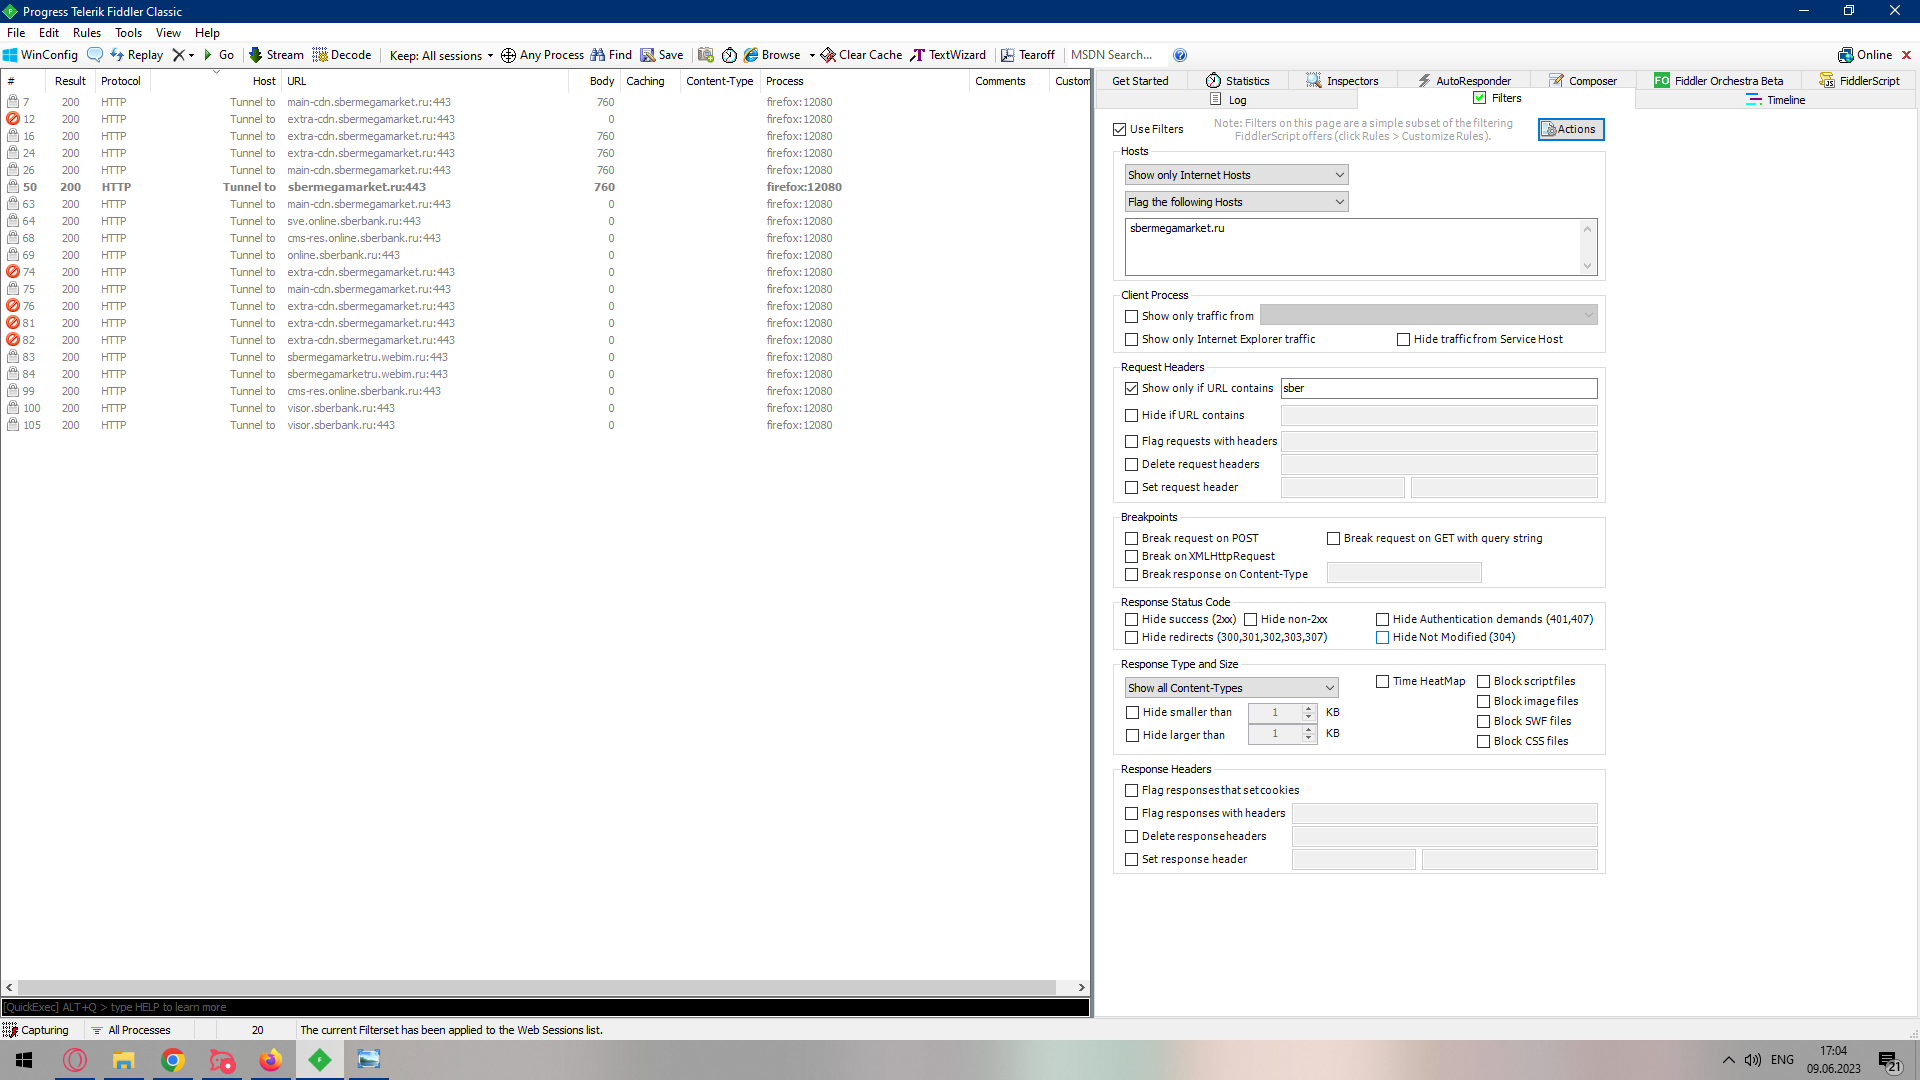 Progress Telerik Fiddler Classic
File Edit Rules Tools View Help
WinConfig Replay Go Stream Decode Keep: All sessions Any Process Find Save Browse Clear Cache TextWizard Tearoff MSDN Search... Online
# Result Protocol Host URL Body Caching Content-Type Process Comments Custom
7 200 HTTP Tunnel to main-cdn.sbermegamarket.ru:443 760 firefox:12080
12 200 HTTP Tunnel to extra-cdn.sbermegamarket.ru:443 0 firefox:12080
16 200 HTTP Tunnel to extra-cdn.sbermegamarket.ru:443 760 firefox:12080
24 200 HTTP Tunnel to extra-cdn.sbermegamarket.ru:443 760 firefox:12080
26 200 HTTP Tunnel to main-cdn.sbermegamarket.ru:443 760 firefox:12080
50 200 HTTP Tunnel to sbermegamarket.ru:443 760 firefox:12080
63 200 HTTP Tunnel to main-cdn.sbermegamarket.ru:443 0 firefox:12080
64 200 HTTP Tunnel to sve.online.sberbank.ru:443 0 firefox:12080
68 200 HTTP Tunnel to cms-res.online.sberbank.ru:443 0 firefox:12080
69 200 HTTP Tunnel to online.sberbank.ru:443 0 firefox:12080
74 200 HTTP Tunnel to extra-cdn.sbermegamarket.ru:443 0 firefox:12080
75 200 HTTP Tunnel to main-cdn.sbermegamarket.ru:443 0 firefox:12080
76 200 HTTP Tunnel to extra-cdn.sbermegamarket.ru:443 0 firefox:12080
81 200 HTTP Tunnel to extra-cdn.sbermegamarket.ru:443 0 firefox:12080
82 200 HTTP Tunnel to extra-cdn.sbermegamarket.ru:443 0 firefox:12080
83 200 HTTP Tunnel to sbermegamarketru.webim.ru:443 0 firefox:12080
84 200 HTTP Tunnel to sbermegamarketru.webim.ru:443 0 firefox:12080
99 200 HTTP Tunnel to cms-res.online.sberbank.ru:443 0 firefox:12080
100 200 HTTP Tunnel to visor.sberbank.ru:443 0 firefox:12080
105 200 HTTP Tunnel to visor.sberbank.ru:443 0 firefox:12080
[QuickExec] ALT+Q > type HELP to learn more
Capturing All Processes 20 The current Filterset has been applied to the Web Sessions list.
Get Started Statistics Inspectors AutoResponder Composer FO Fiddler Orchestra Beta FiddlerScript
Log Filters Timeline
Use Filters
Note: Filters on this page are a simple subset of the filtering
FiddlerScript offers (click Rules > Customize Rules).
Actions
Hosts
Show only Internet Hosts
Flag the following Hosts
sbermegamarket.ru
Client Process
Show only traffic from
Show only Internet Explorer traffic Hide traffic from Service Host
Request Headers
Show only if URL contains sber
Hide if URL contains
Flag requests with headers
Delete request headers
Set request header
Breakpoints
Break request on POST Break request on GET with query string
Break on XMLHttpRequest
Break response on Content-Type
Response Status Code
Hide success (2xx) Hide non-2xx Hide Authentication demands (401,407)
Hide redirects (300,301,302,303,307) Hide Not Modified (304)
Response Type and Size
Show all Content-Types Time HeatMap Block script files
Block image files
Hide smaller than 1 KB
Block SWF files
Hide larger than 1 KB
Block CSS files
Response Headers
Flag responses that set cookies
Flag responses with headers
Delete response headers
Set response header
ENG
17:04
09.06.2023
21